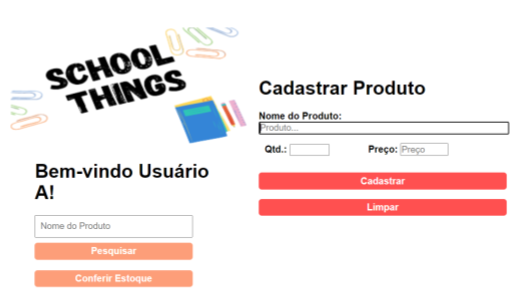 SCHOOL
THINGS
Bem-vindo Usuário
A!
Nome do Produto
Pesquisar
Conferir Estoque
Cadastrar Produto
Nome do Produto:
Produto...
Qtd.: Preço: Preço
Cadastrar
Limpar